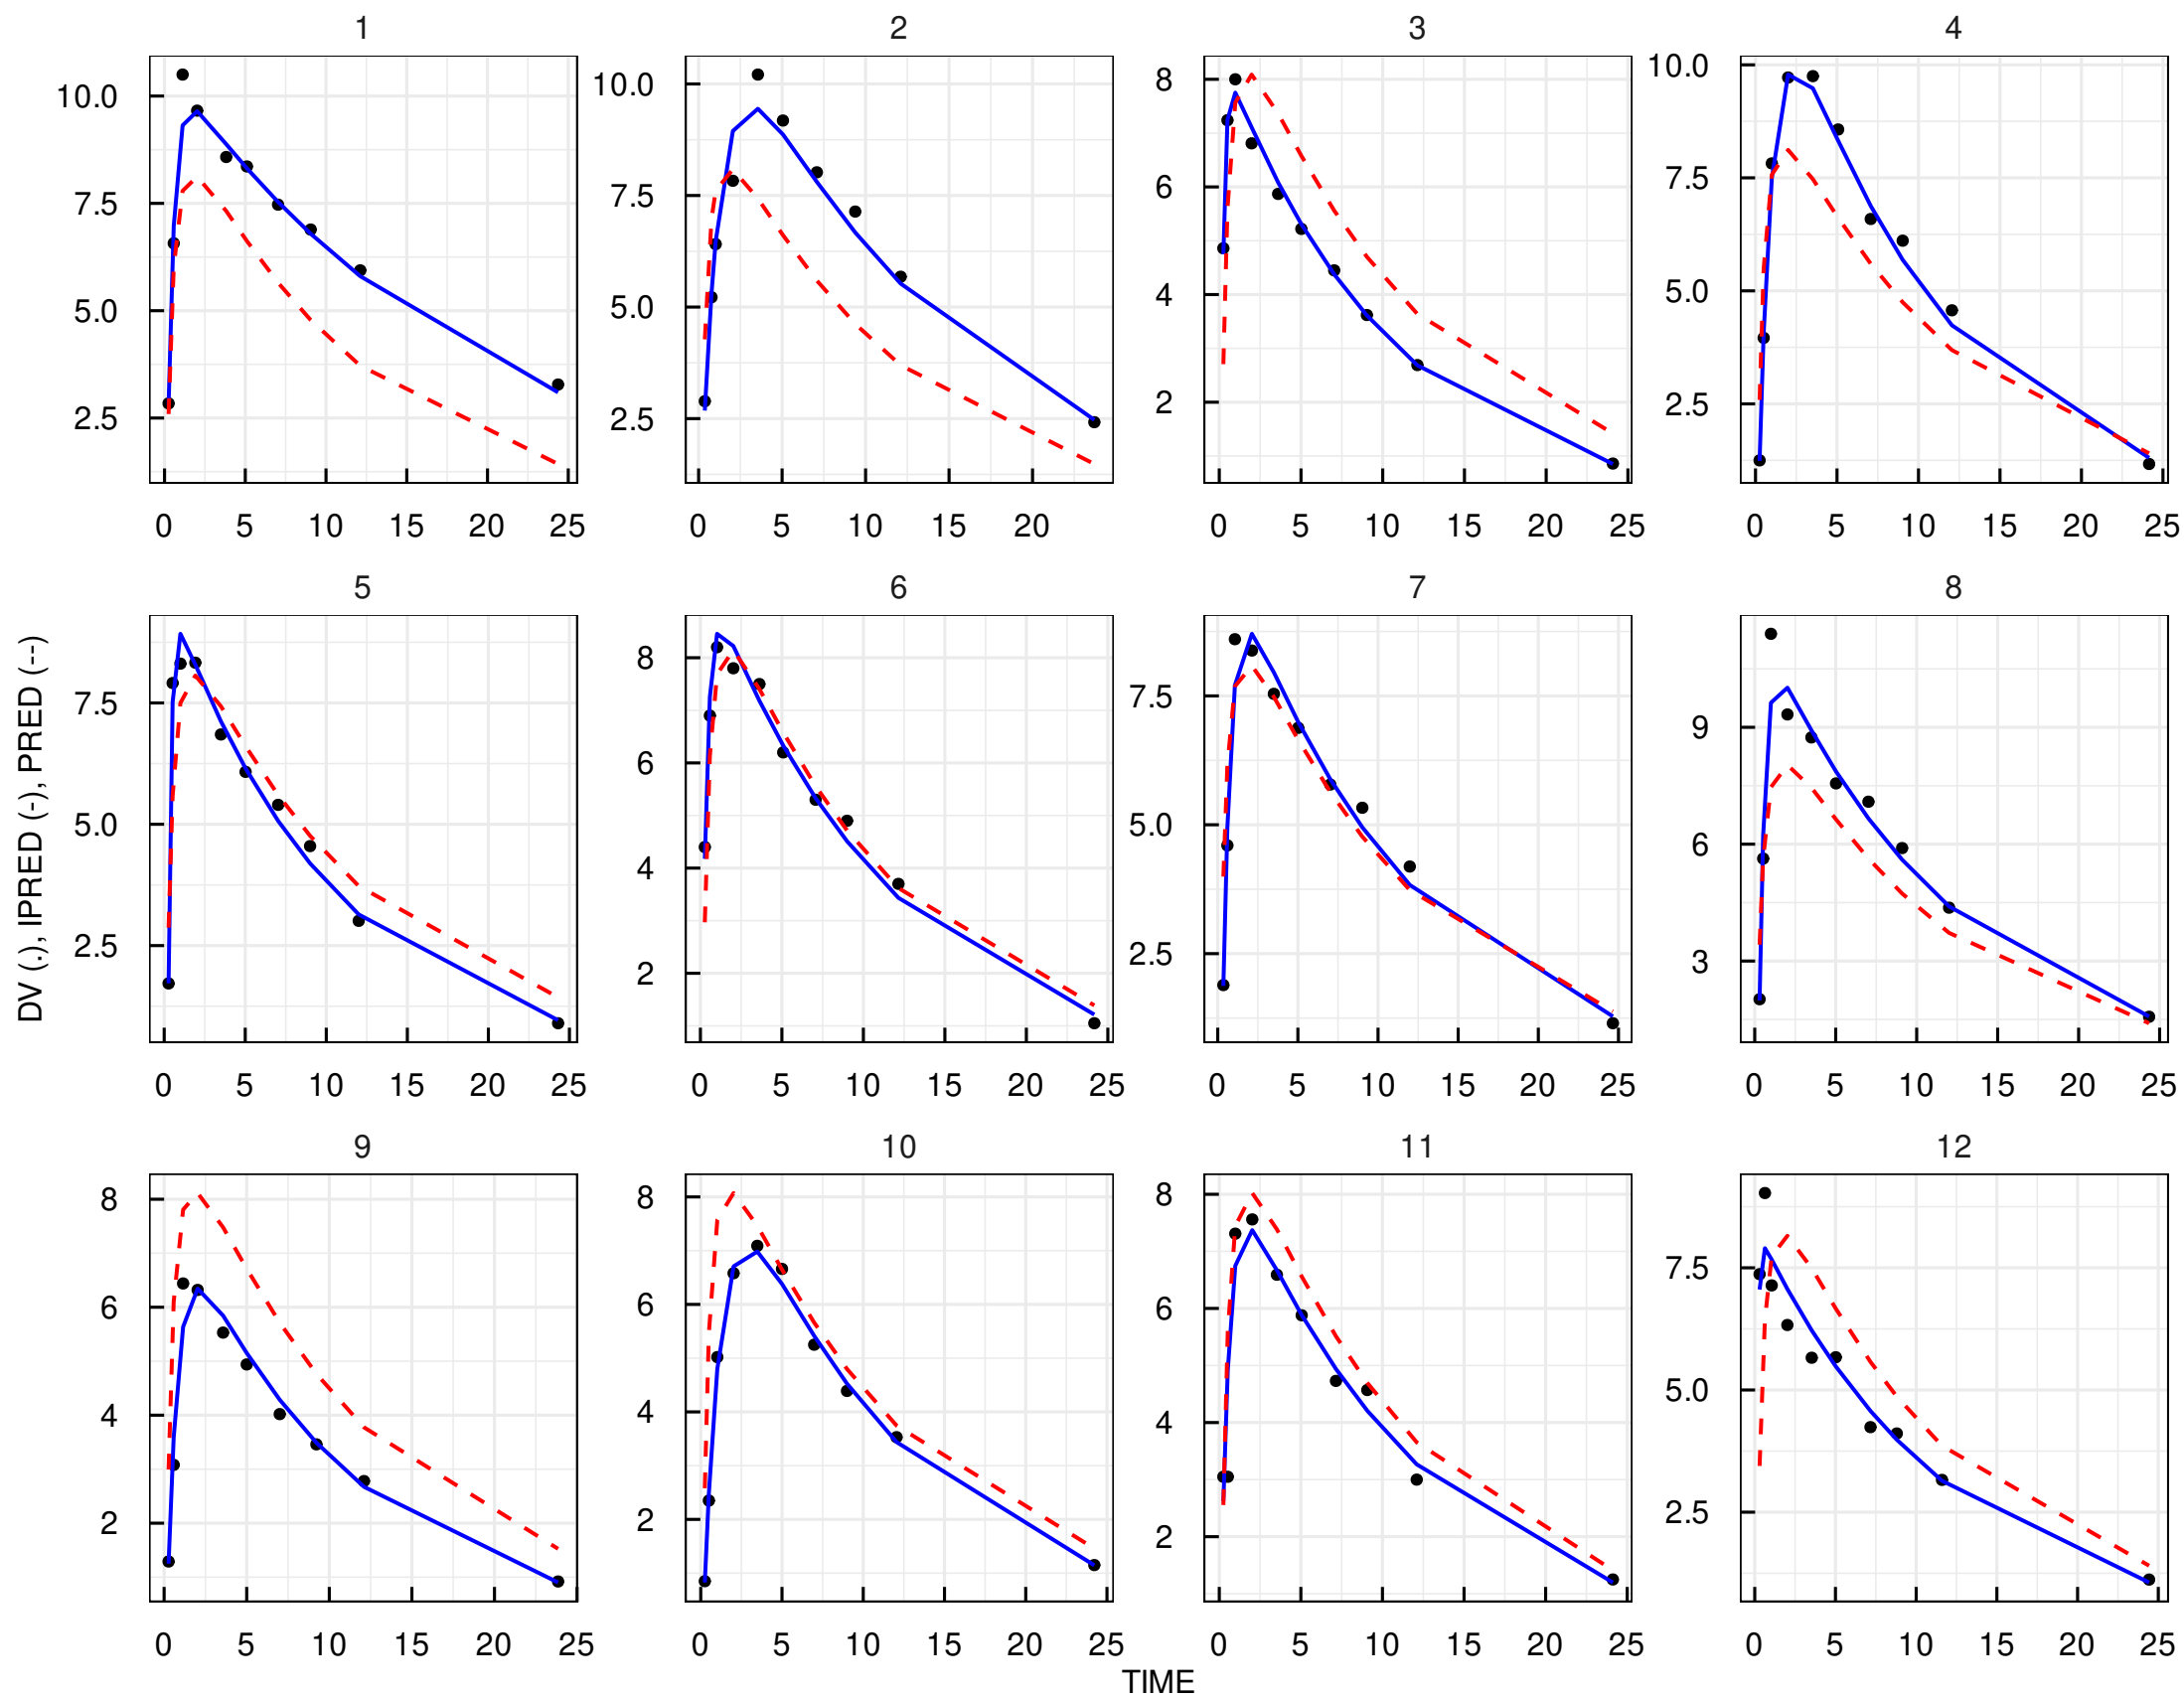 1 2 3 4
10.0 10.0 8 10.0
7.5 7.5 6 7.5
5.0 5.0 4 5.0
2.5 2.5 2 2.5
0 5 10 15 20 25 0 5 10 15 20 0 5 10 15 20 25 0 5 10 15 20 25
5 6 7 8
7.5 8 7.5 9
5.0 6 5.0 6
2.5 4 2.5 3
2
0 5 10 15 20 25 0 5 10 15 20 25 0 5 10 15 20 25 0 5 10 15 20 25
DV (.), IPRED (-), PRED (--)
9 10 11 12
8 8 8 7.5
6 6 6 5.0
4 4 4 2.5
2 2 2
0 5 10 15 20 25 0 5 10 15 20 25 0 5 10 15 20 25 0 5 10 15 20 25
TIME